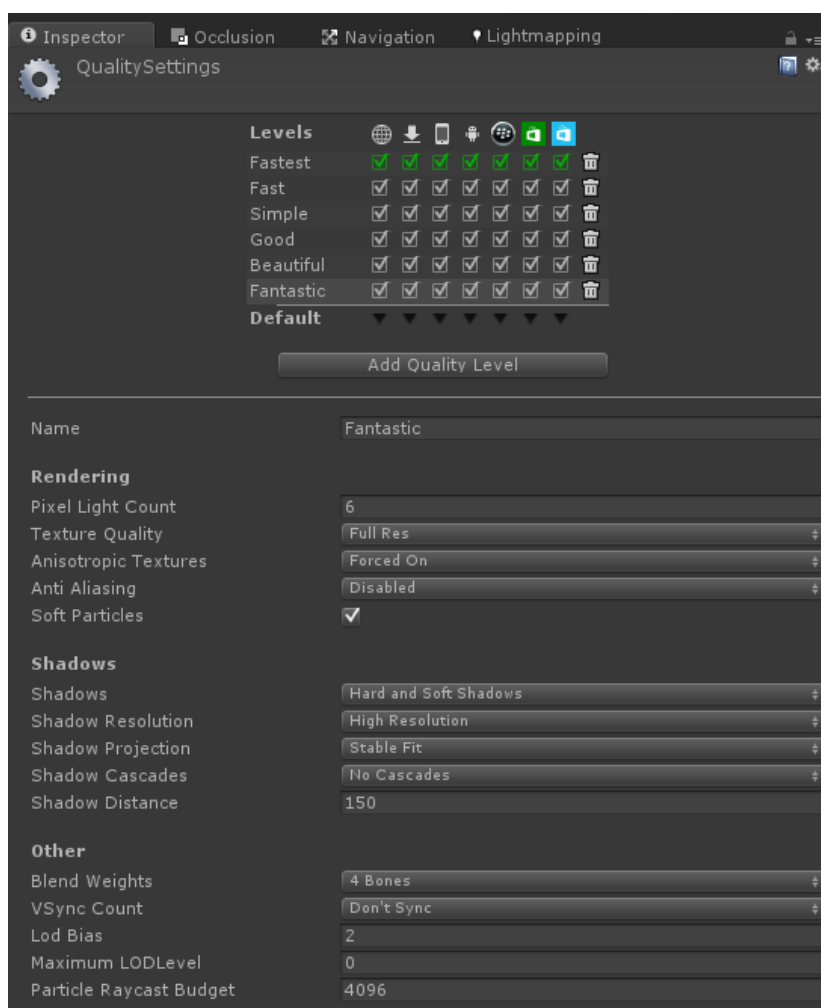 Inspector Occlusion Navigation Lightmapping
QualitySettings
Levels
Fastest
Fast
Simple
Good
Beautiful
Fantastic
Default
Add Quality Level
Name Fantastic
Rendering
Pixel Light Count 6
Texture Quality Full Res
Anisotropic Textures Forced On
Anti Aliasing Disabled
Soft Particles
Shadows
Shadows Hard and Soft Shadows
Shadow Resolution High Resolution
Shadow Projection Stable Fit
Shadow Cascades No Cascades
Shadow Distance 150
Other
Blend Weights 4 Bones
VSync Count Don't Sync
Lod Bias 2
Maximum LODLevel 0
Particle Raycast Budget 4096